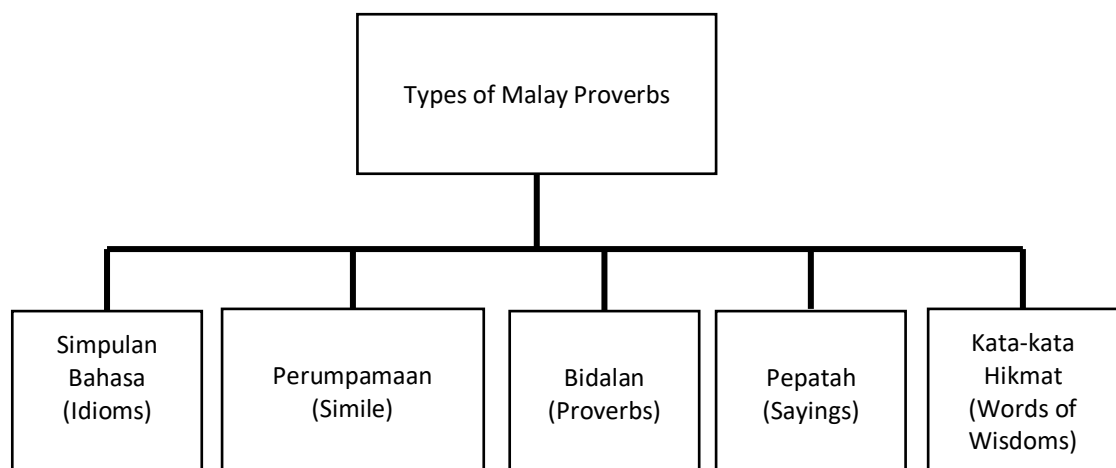 Types of Malay Proverbs
Simpulan
Bahasa
(Idioms)
Perumpamaan
(Simile)
Bidalan
(Proverbs)
Pepatah
(Sayings)
Kata-kata
Hikmat
(Words of
Wisdoms)